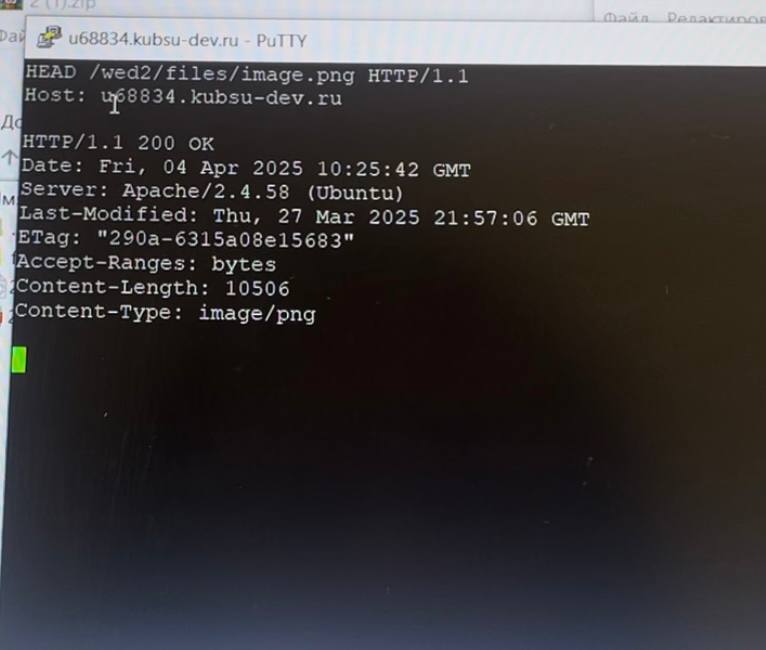 2 (1).zip
Файл Редактиров
u68834.kubsu-dev.ru - PuTTY
HEAD /wed2/files/image.png HTTP/1.1
Host: u68834.kubsu-dev.ru
HTTP/1.1 200 OK
Date: Fri, 04 Apr 2025 10:25:42 GMT
Server: Apache/2.4.58 (Ubuntu)
Last-Modified: Thu, 27 Mar 2025 21:57:06 GMT
ETag: "290a-6315a08e15683"
Accept-Ranges: bytes
Content-Length: 10506
Content-Type: image/png